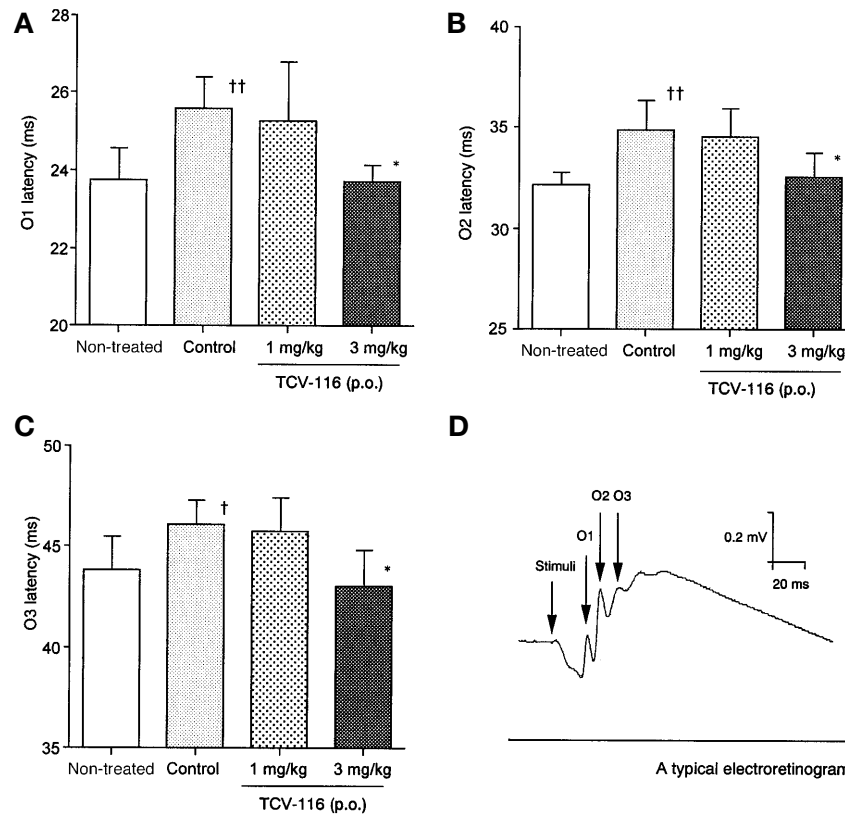 A
O1 latency (ms)
28
26
24
22
20
††
*
Non-treated
Control
1 mg/kg
3 mg/kg
TCV-116 (p.o.)
B
O2 latency (ms)
40
35
30
25
††
*
Non-treated
Control
1 mg/kg
3 mg/kg
TCV-116 (p.o.)
C
O3 latency (ms)
50
45
40
35
†
*
Non-treated
Control
1 mg/kg
3 mg/kg
TCV-116 (p.o.)
D
O2
O3
O1
Stimuli
0.2 mV
20 ms
A typical electroretinogram